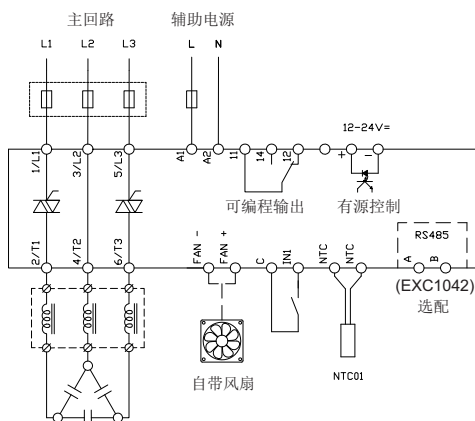 主回路 辅助电源
L1 L2 L3 L N
12-24V=
1/L1 3/L2 5/L3 A1 A2 11 14 12 + −
可编程输出 有源控制
RS485
2/T1 4/T2 6/T3 FAN - FAN + C IN1 NTC NTC A B
(EXC1042)
选配
自带风扇
NTC01